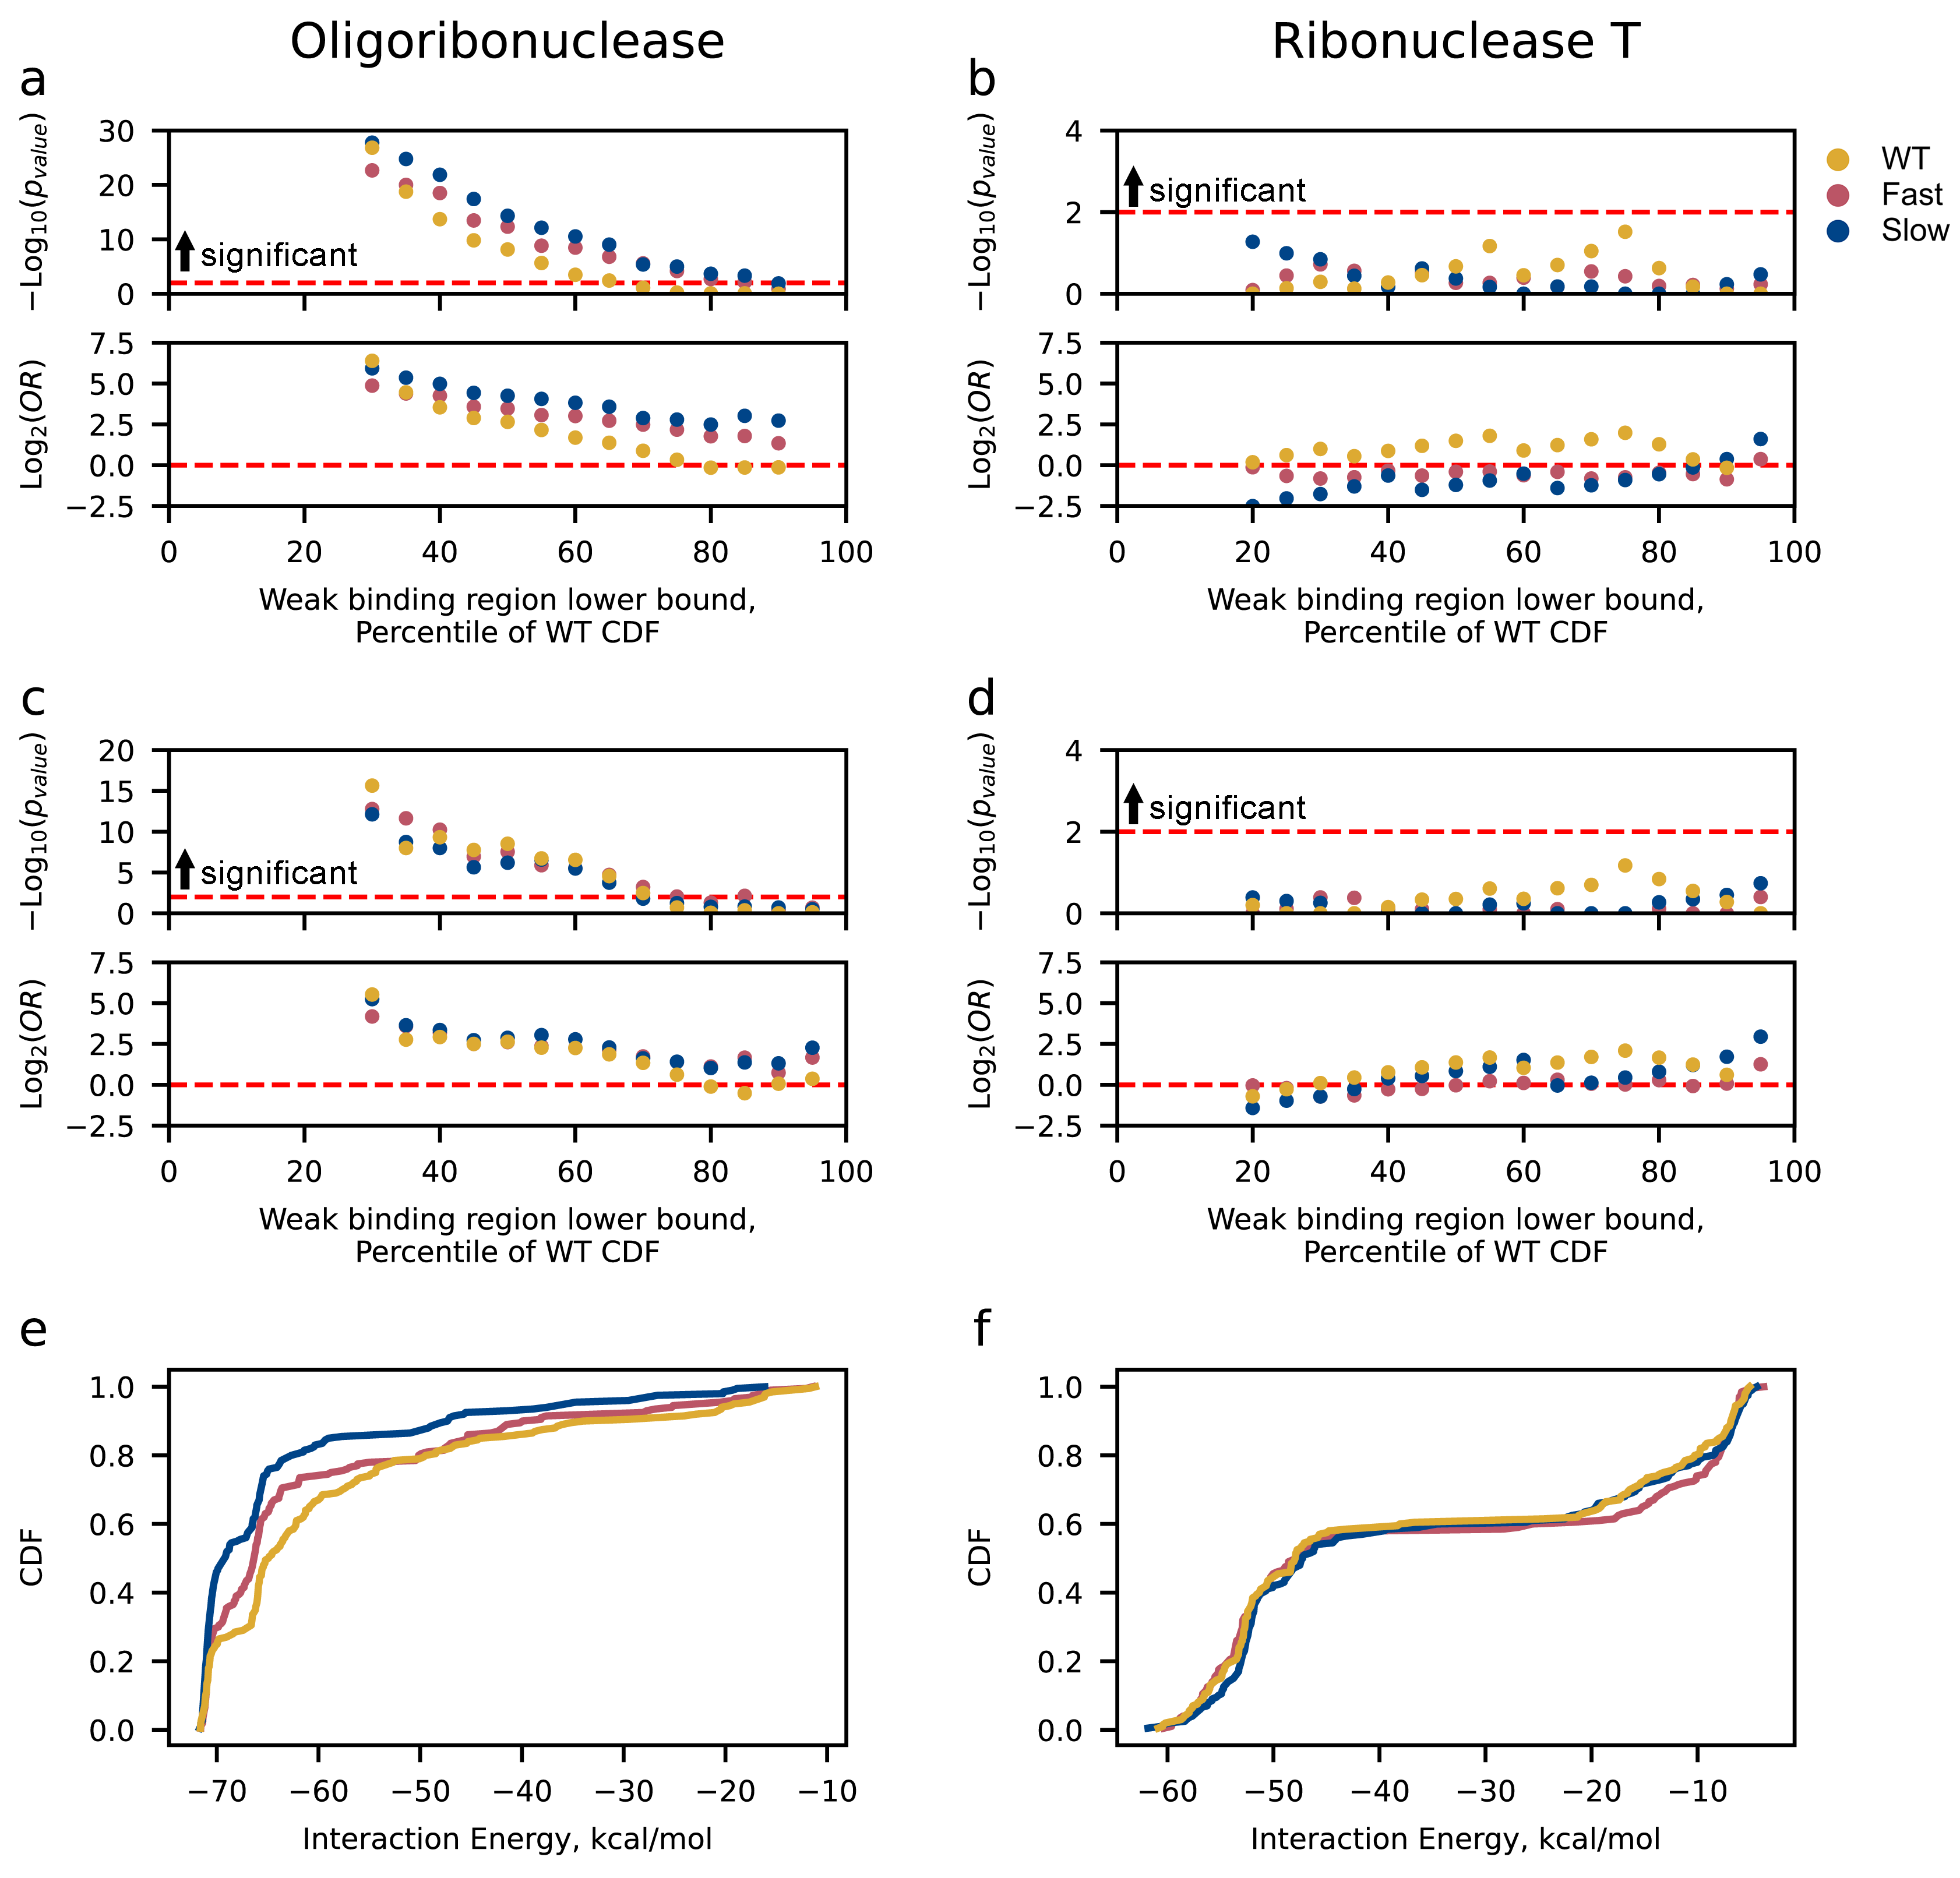 Oligoribonuclease
Ribonuclease T
a
−Log10(pvalue)
30
20
10
0
significant
Log2(OR)
7.5
5.0
2.5
0.0
−2.5
0 20 40 60 80 100
Weak binding region lower bound,
Percentile of WT CDF
b
−Log10(pvalue)
4
2
0
significant
WT
Fast
Slow
Log2(OR)
7.5
5.0
2.5
0.0
−2.5
0 20 40 60 80 100
Weak binding region lower bound,
Percentile of WT CDF
c
−Log10(pvalue)
20
15
10
5
0
significant
Log2(OR)
7.5
5.0
2.5
0.0
−2.5
0 20 40 60 80 100
Weak binding region lower bound,
Percentile of WT CDF
d
−Log10(pvalue)
4
2
0
significant
Log2(OR)
7.5
5.0
2.5
0.0
−2.5
0 20 40 60 80 100
Weak binding region lower bound,
Percentile of WT CDF
e
CDF
1.0
0.8
0.6
0.4
0.2
0.0
−70 −60 −50 −40 −30 −20 −10
Interaction Energy, kcal/mol
f
CDF
1.0
0.8
0.6
0.4
0.2
0.0
−60 −50 −40 −30 −20 −10
Interaction Energy, kcal/mol